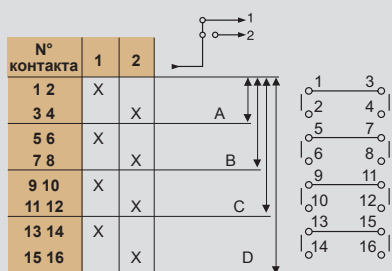 1
2
N° контакта 1 2
1 2 X
3 4 X A
5 6 X
7 8 X B
9 10 X
11 12 X C
13 14 X
15 16 X D
1 3
2 4
5 7
6 8
9 11
10 12
13 15
14 16